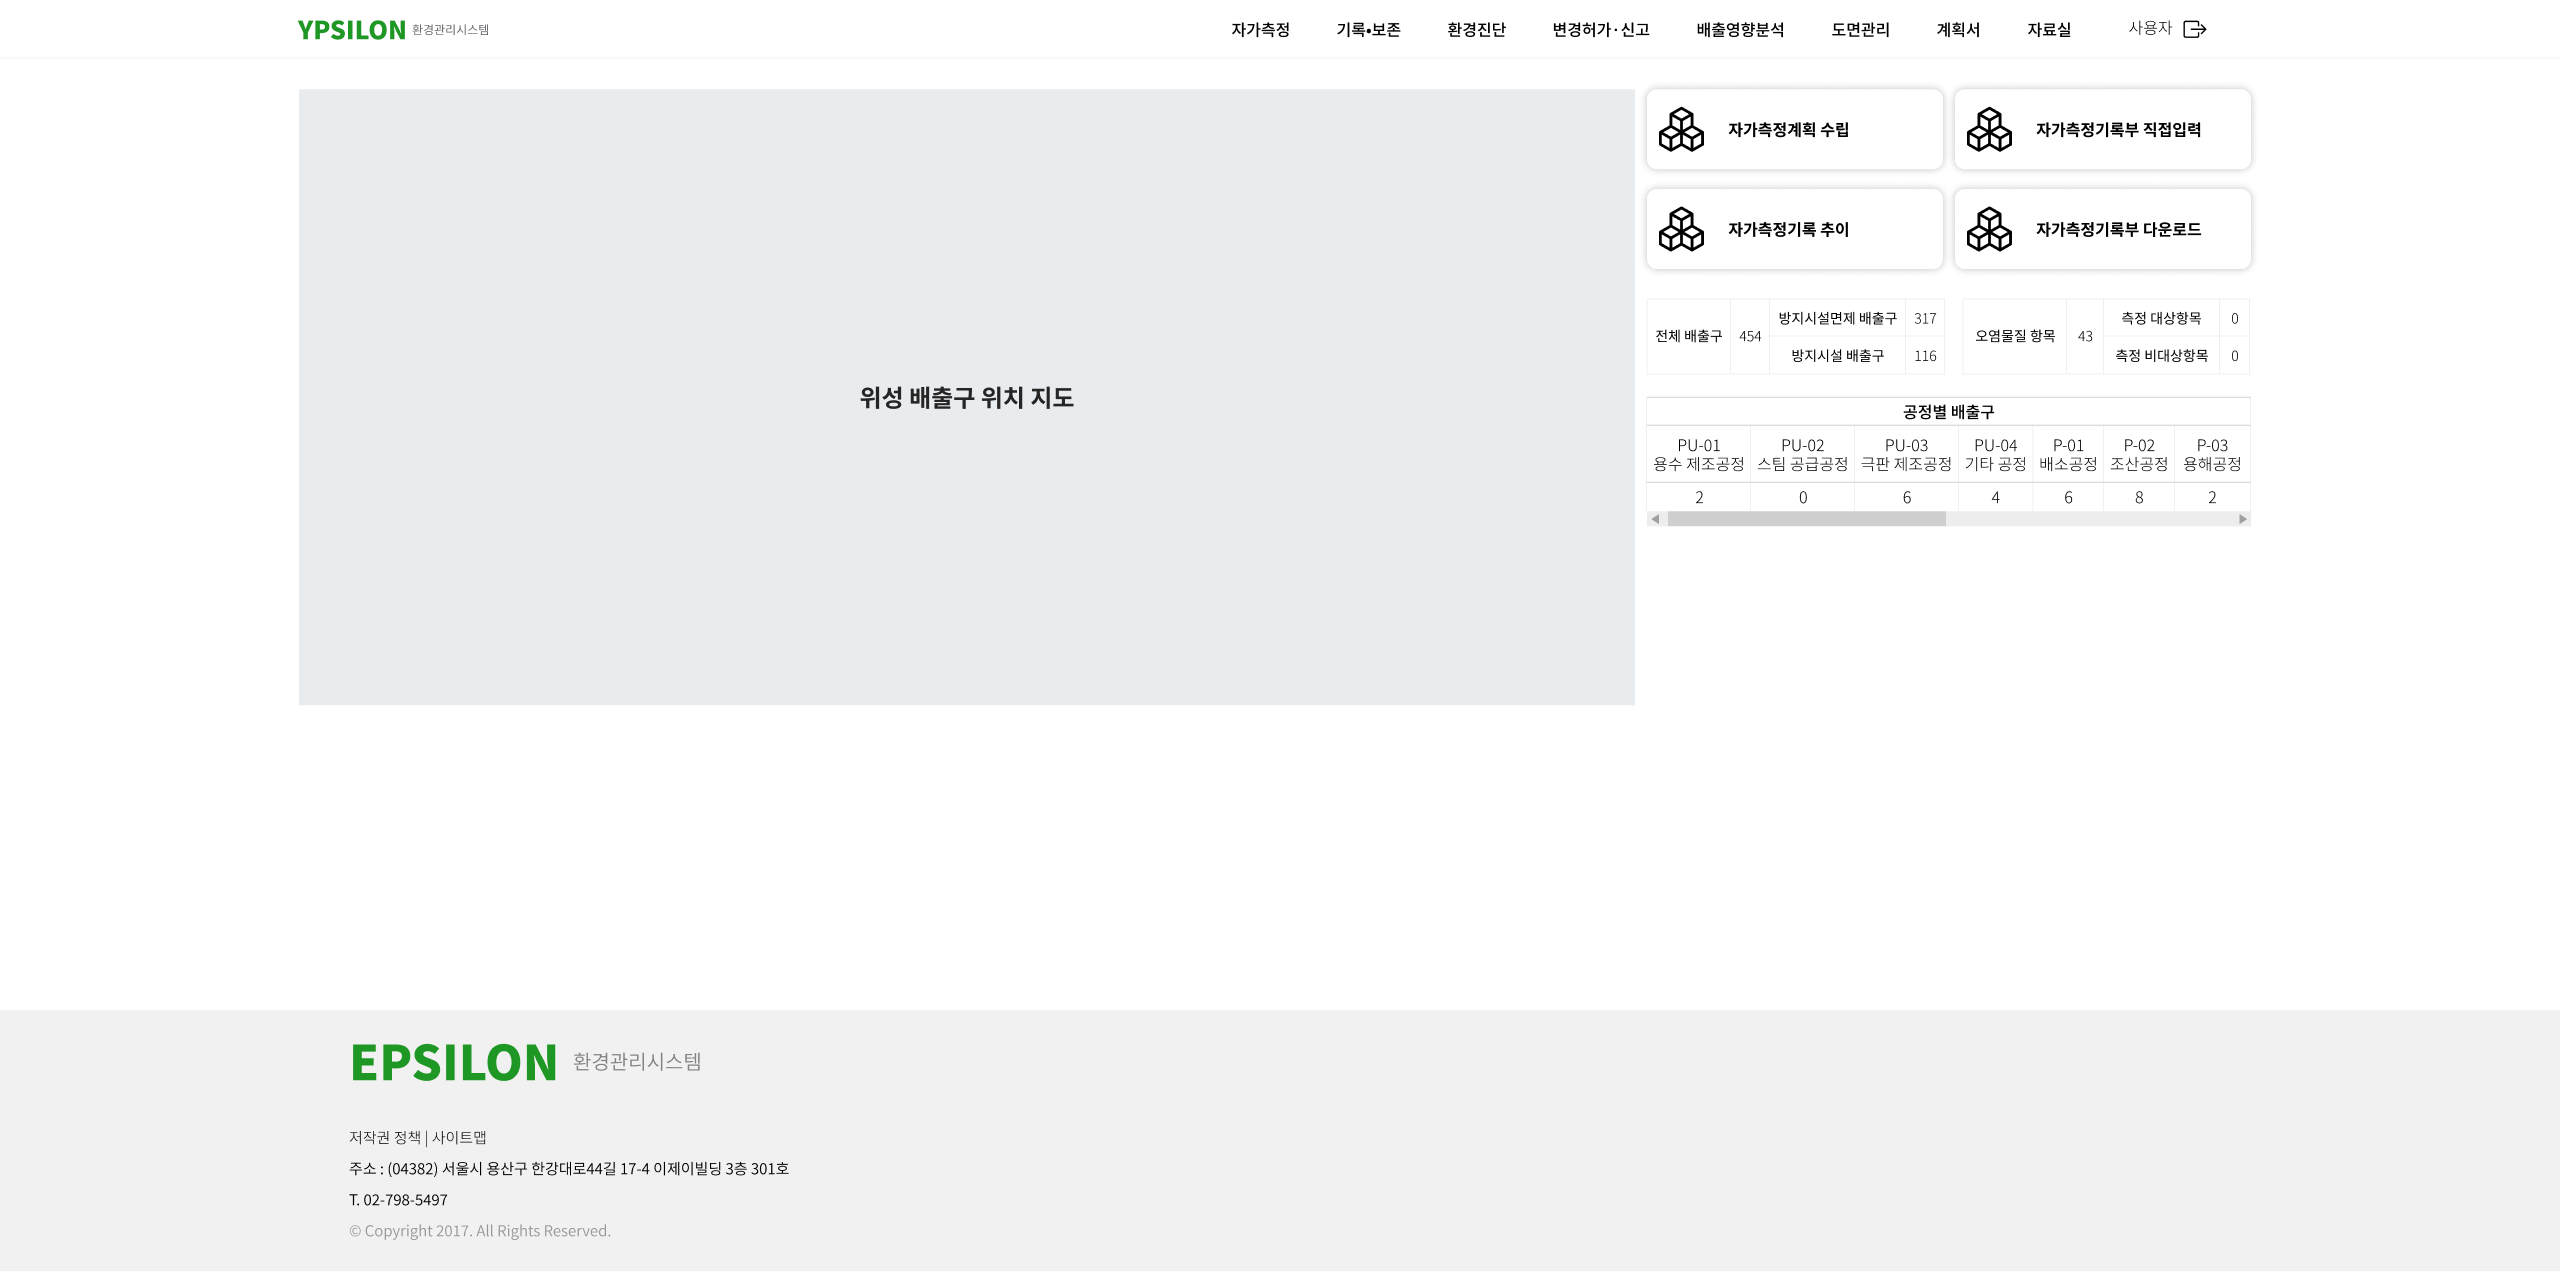 YPSILON 환경관리시스템
자가측정 기록•보존 환경진단 변경허가·신고 배출영향분석 도면관리 계획서 자료실 사용자
위성 배출구 위치 지도
자가측정계획 수립 자가측정기록부 직접입력
자가측정기록 추이 자가측정기록부 다운로드
전체 배출구 454 방지시설면제 배출구 317
방지시설 배출구 116
오염물질 항목 43 측정 대상항목 0
측정 비대상항목 0
공정별 배출구
PU-01 PU-02 PU-03 PU-04 P-01 P-02 P-03
용수 제조공정 스팀 공급공정 극판 제조공정 기타 공정 배소공정 조산공정 용해공정
2 0 6 4 6 8 2
EPSILON 환경관리시스템
저작권 정책 | 사이트맵
주소 : (04382) 서울시 용산구 한강대로44길 17-4 이제이빌딩 3층 301호
T. 02-798-5497
© Copyright 2017. All Rights Reserved.